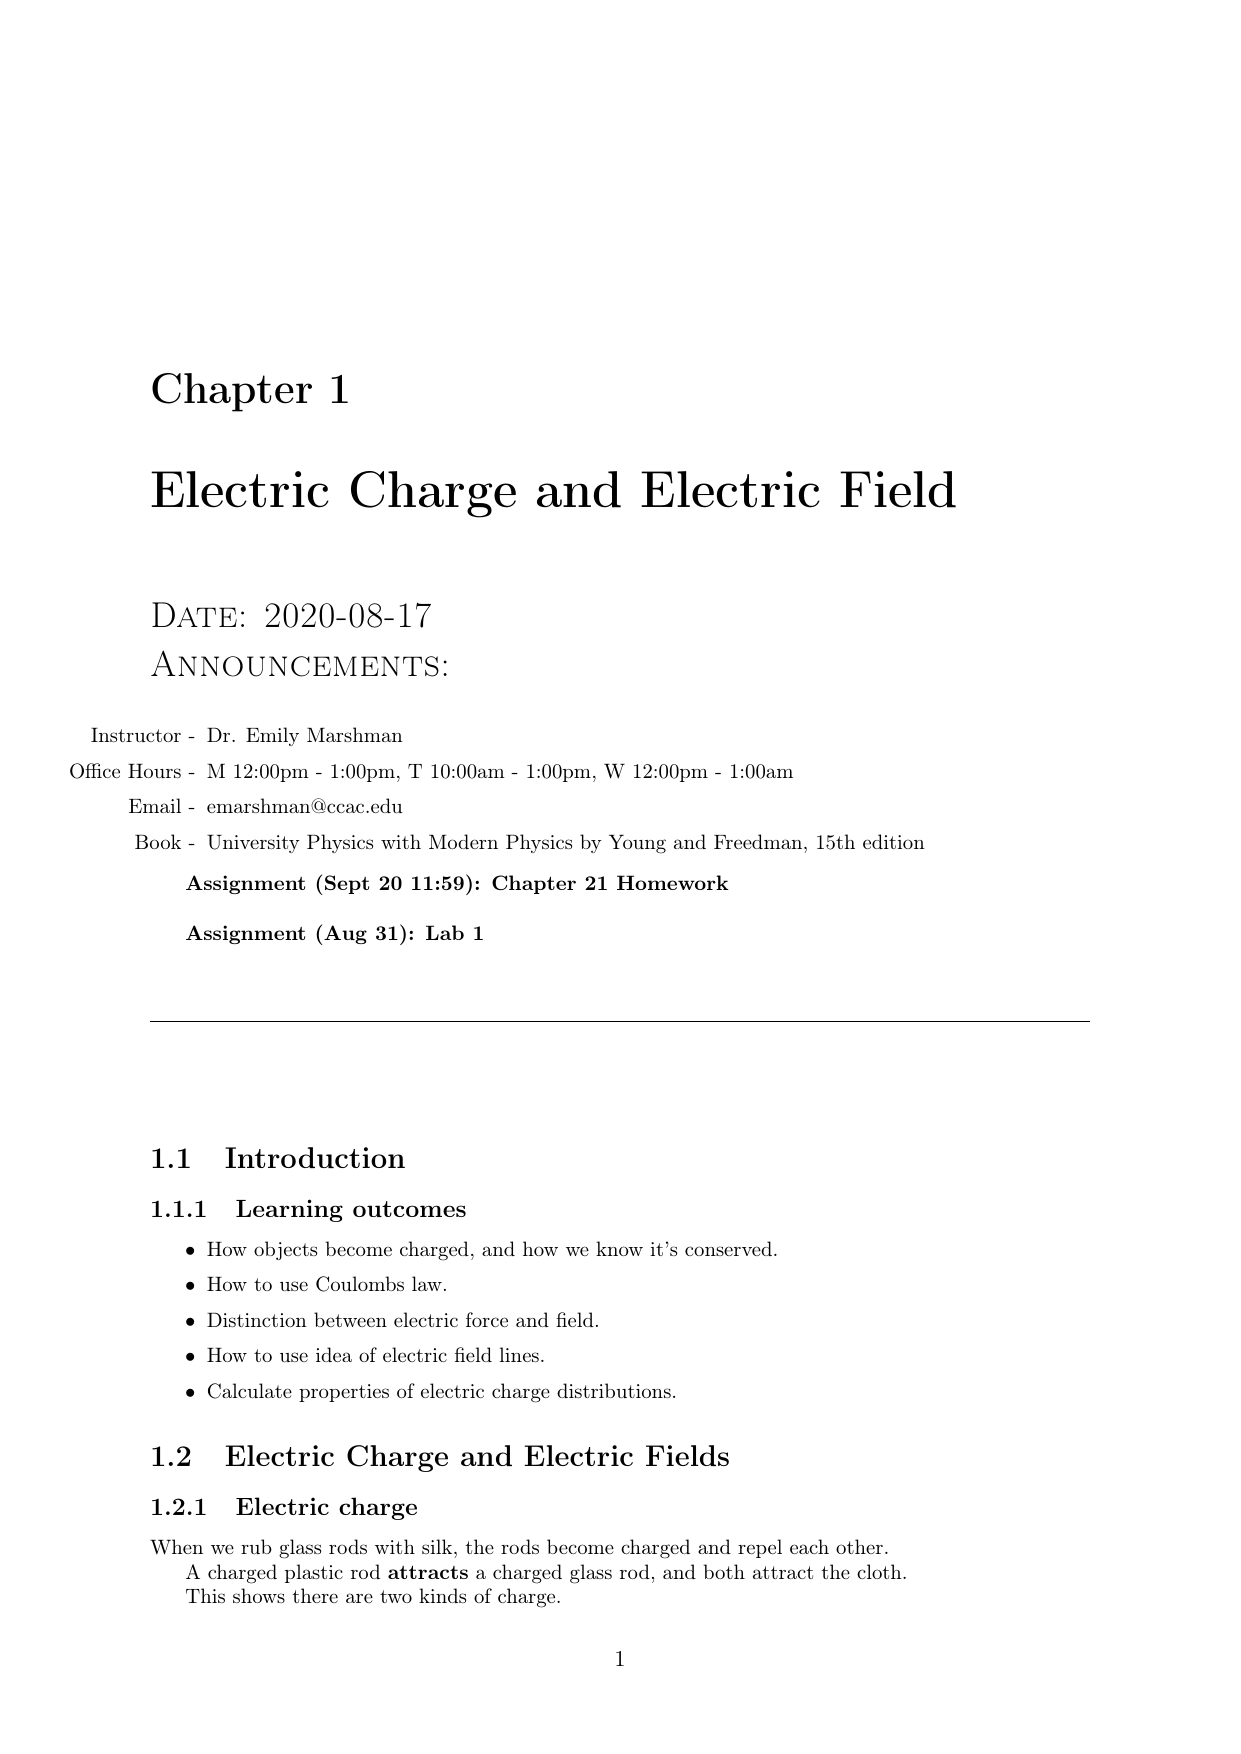 Chapter 1
Electric Charge and Electric Field
Date: 2020-08-17
Announcements:
Instructor - Dr. Emily Marshman
Office Hours - M 12:00pm - 1:00pm, T 10:00am - 1:00pm, W 12:00pm - 1:00am
Email - emarshman@ccac.edu
Book - University Physics with Modern Physics by Young and Freedman, 15th edition
Assignment (Sept 20 11:59): Chapter 21 Homework
Assignment (Aug 31): Lab 1
1.1 Introduction
1.1.1 Learning outcomes
• How objects become charged, and how we know it's conserved.
• How to use Coulombs law.
• Distinction between electric force and field.
• How to use idea of electric field lines.
• Calculate properties of electric charge distributions.
1.2 Electric Charge and Electric Fields
1.2.1 Electric charge
When we rub glass rods with silk, the rods become charged and repel each other.
A charged plastic rod attracts a charged glass rod, and both attract the cloth.
This shows there are two kinds of charge.
1